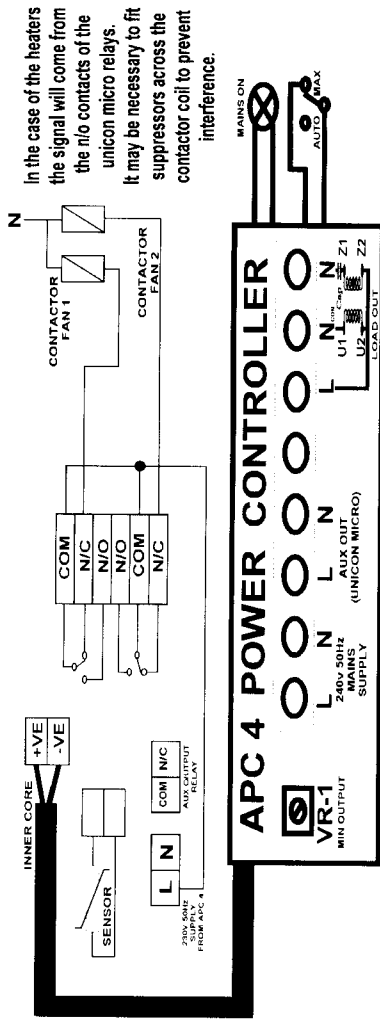 In the case of the heaters
the signal will come from
the n/o contacts of the
unicon micro relays.
It may be necessary to fit
suppressors across the
contactor coil to prevent
interference.
N
CONTACTOR
FAN 1
CONTACTOR
FAN 2
COM
N/C
N/O
N/O
COM
N/C
INNER CORE
+VE
-VE
SENSOR
L N
230v 50Hz
SUPPLY
FROM APC 4
COM N/C
AUX OUTPUT
RELAY
MAINS ON
AUTO
MAX
APC 4 POWER CONTROLLER
VR-1
MIN OUTPUT
L N
240v 50Hz
MAINS
SUPPLY
L N
AUX OUT
(UNICON MICRO)
L N N
U1 Cap Z1
U2 Z2
LOAD OUT